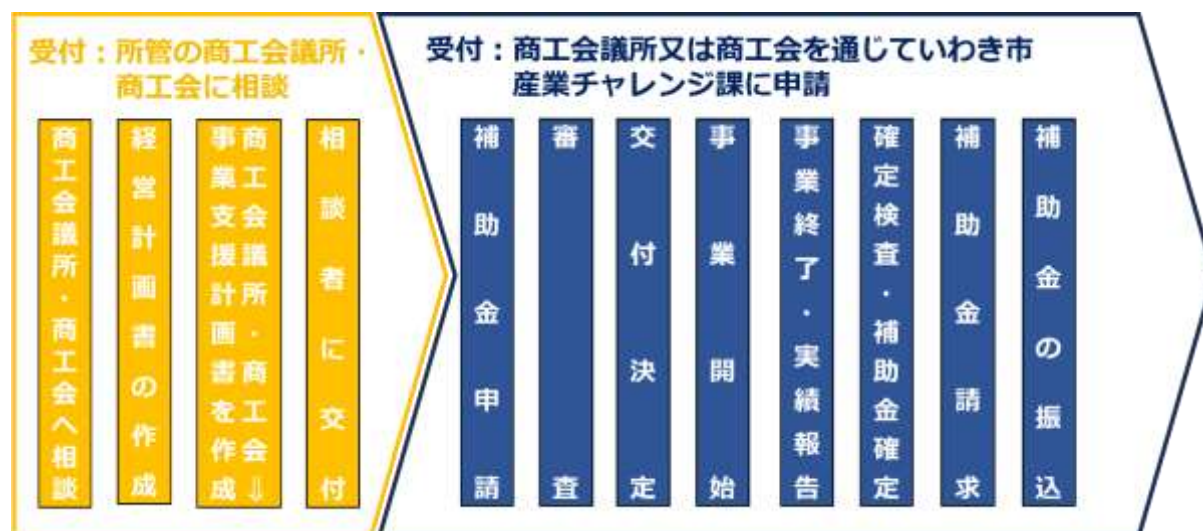 受付：所管の商工会議所・
商工会に相談
商工会議所・商工会へ相談
経営計画書の作成
商工会議所・商工会⇓
事業支援計画書を作成
相談者に交付
受付：商工会議所又は商工会を通じていわき市
産業チャレンジ課に申請
補助金申請
審査
交付決定
事業開始
事業終了・実績報告
確定検査・補助金確定
補助金請求
補助金の振込